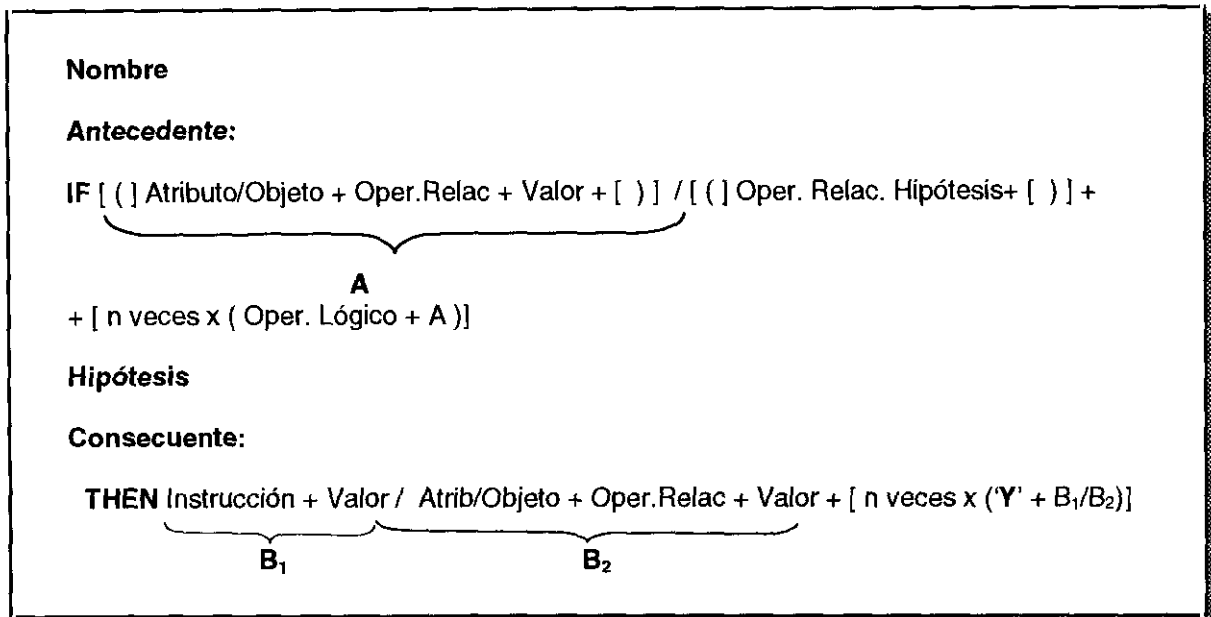 Nombre
Antecedente:
IF [ ( ] Atributo/Objeto + Oper.Relac + Valor + [ ) ] / [ ( ] Oper. Relac. Hipótesis+ [ ) ] +
A
+ [ n veces x ( Oper. Lógico + A )]
Hipótesis
Consecuente:
THEN Instrucción + Valor / Atrib/Objeto + Oper.Relac + Valor + [ n veces x ('Y' + B₁/B₂)]
B₁ B₂